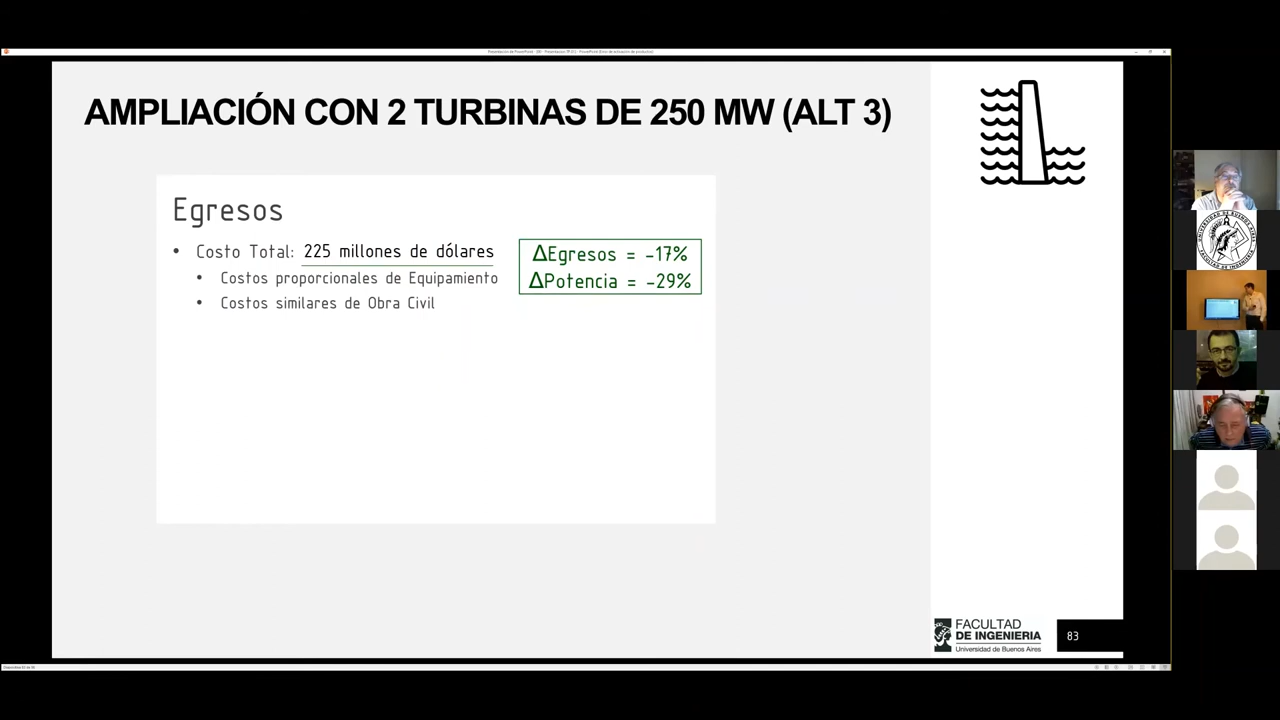 AMPLIACIÓN CON 2 TURBINAS DE 250 MW (ALT 3)
Egresos
• Costo Total: 225 millones de dólares
• Costos proporcionales de Equipamiento
• Costos similares de Obra Civil
ΔEgresos = -17%
ΔPotencia = -29%
FACULTAD
DE INGENIERIA
Universidad de Buenos Aires
83